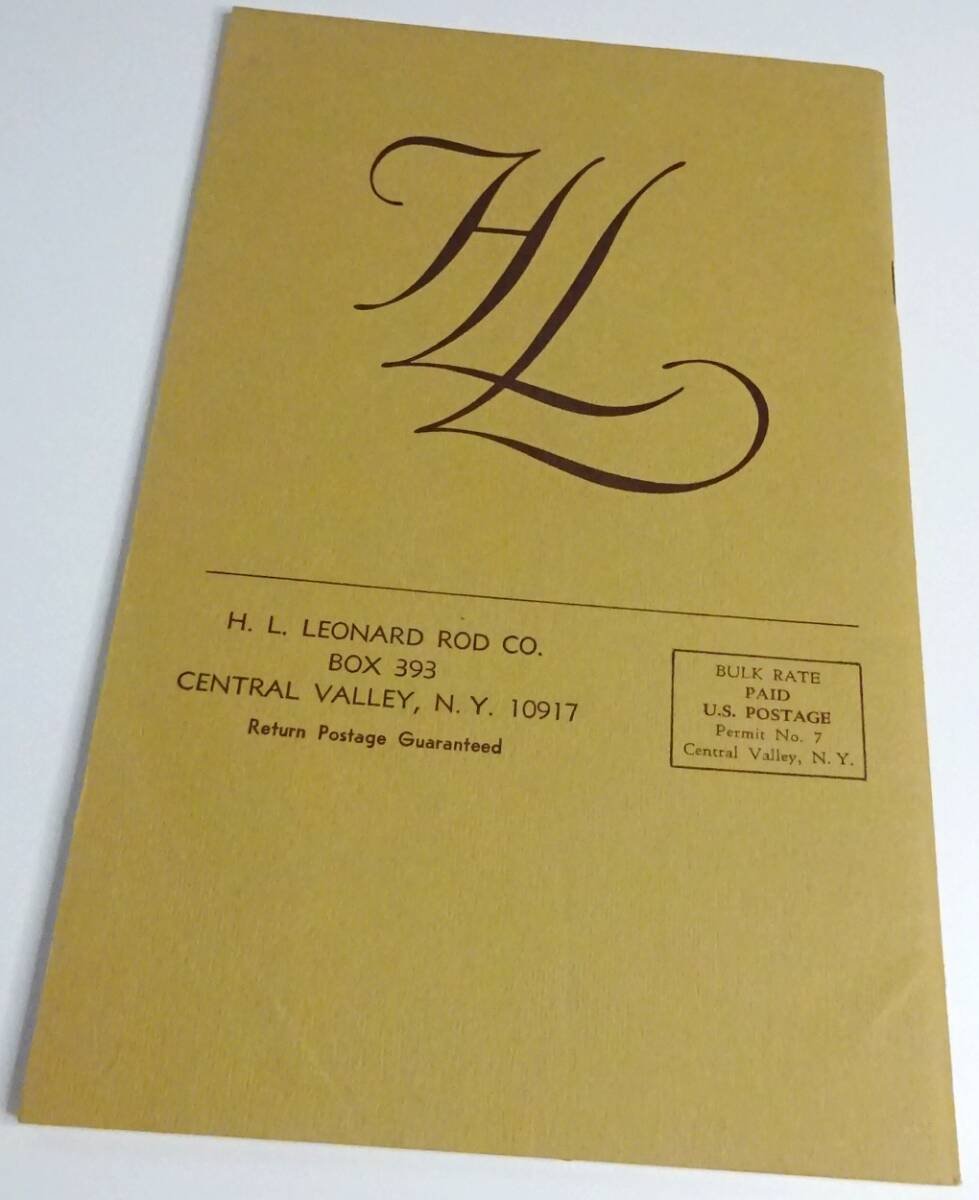 HLL
H. L. LEONARD ROD CO.
BOX 393
CENTRAL VALLEY, N. Y. 10917
Return Postage Guaranteed
BULK RATE
PAID
U.S. POSTAGE
Permit No. 7
Central Valley, N. Y.